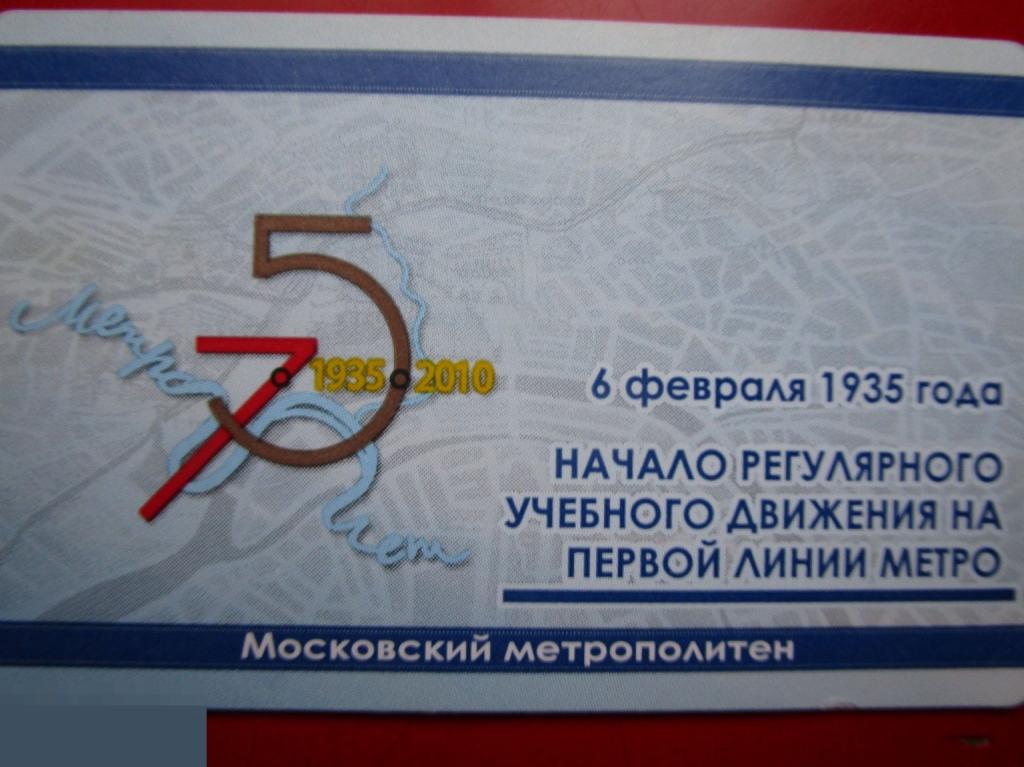 75
Метро
1935 2010
лет
6 февраля 1935 года
НАЧАЛО РЕГУЛЯРНОГО
УЧЕБНОГО ДВИЖЕНИЯ НА
ПЕРВОЙ ЛИНИИ МЕТРО
Московский метрополитен